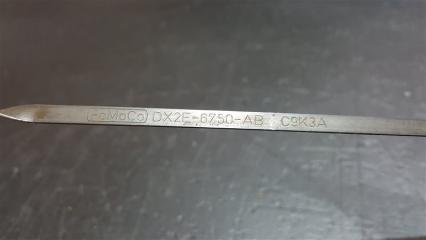 FoMoCo DX2E-6750-AB C9K3A